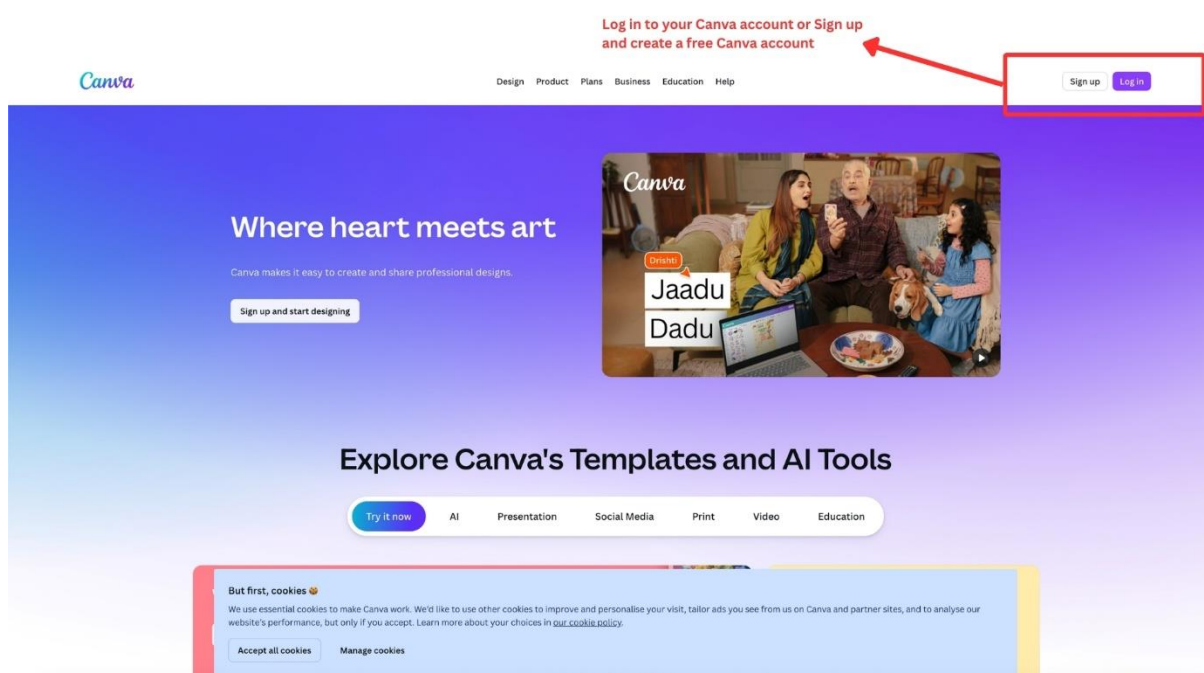 Log in to your Canva account or Sign up
and create a free Canva account
Canva
Design Product Plans Business Education Help
Sign up Log in
Where heart meets art
Canva makes it easy to create and share professional designs.
Sign up and start designing
Canva
Drishti
Jaadu
Dadu
Explore Canva's Templates and AI Tools
Try it now AI Presentation Social Media Print Video Education
But first, cookies 🍪
We use essential cookies to make Canva work. We'd like to use other cookies to improve and personalise your visit, tailor ads you see from us on Canva and partner sites, and to analyse our
website's performance, but only if you accept. Learn more about your choices in our cookie policy.
Accept all cookies Manage cookies